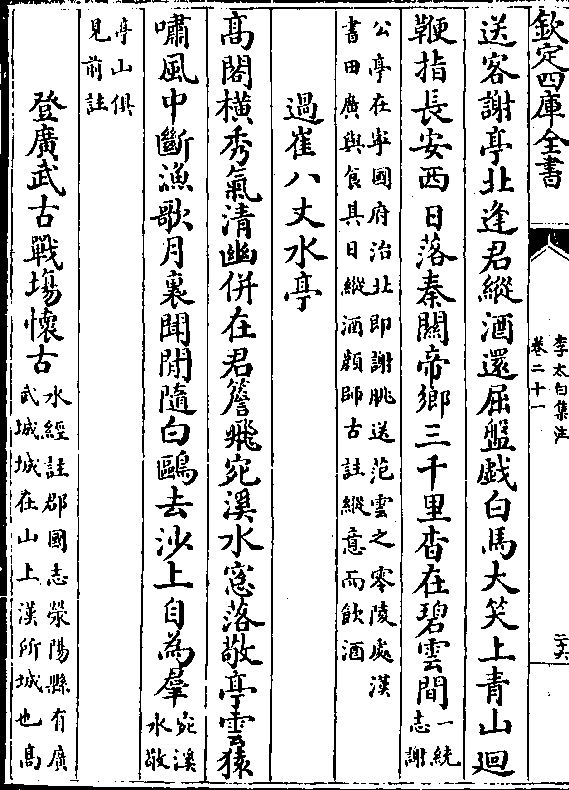 欽定四庫全書
李太白集注
卷二十一
二六
送客謝亭北逢君縱酒還屈盤戯白馬大笑上青山迴
鞭指長安西日落秦關帝鄉三千里杳在碧雲間一統
志謝
公亭在寧國府治北即謝朓送范雲之零陵處漢
書田廣與食其日縱酒顔師古註縱意而飲酒
過崔八丈水亭
高閣橫秀氣清幽併在君簷飛宛溪水窓落敬亭雲猿
嘯風中斷漁歌月裏聞閒隨白鷗去沙上自為羣宛溪
水敬
亭山俱
見前註
登廣武古戰塲懷古水經註郡國志滎陽縣有廣
武城城在山上漢所城也高